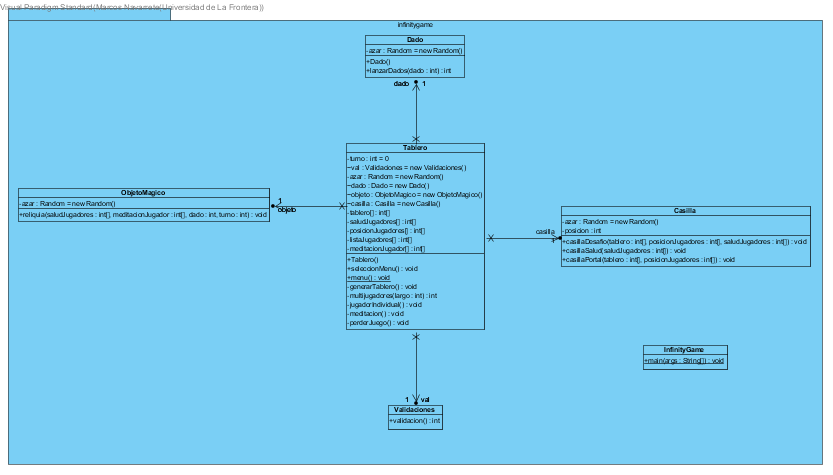 Visual Paradigm Standard(Marcos Navarrete(Universidad de La Frontera))
infinitygame
Dado
-azar : Random = new Random()
+Dado()
+lanzarDados(dado : int) : int
dado 1
Tablero
-turno : int = 0
-val : Validaciones = new Validaciones()
-azar : Random = new Random()
-dado : Dado = new Dado()
-objeto : ObjetoMagico = new ObjetoMagico()
-casilla : Casilla = new Casilla()
-tablero[] : int[]
-saludJugadores[] : int[]
-posicionJugadores[] : int[]
-listaJugadores[] : int[]
-meditacionJugador[] : int[]
+Tablero()
+seleccionMenu() : void
+menu() : void
-generarTablero() : void
-multijugadores(largo : int) : int
-jugadorIndividual() : void
-meditacion() : void
-perderJuego() : void
ObjetoMagico
-azar : Random = new Random()
+reliquia(saludJugadores : int[], meditacionJugador : int[], dado : int, turno : int) : void
1
objeto
Casilla
-azar : Random = new Random()
-posicion : int
+casillaDesafio(tablero : int[], posicionJugadores : int[], saludJugadores : int[]) : void
+casillaSalud(saludJugadores : int[]) : void
+casillaPortal(tablero : int[], posicionJugadores : int[]) : void
casilla
1
InfinityGame
+main(args : String[]) : void
1 val
Validaciones
+validacion() : int